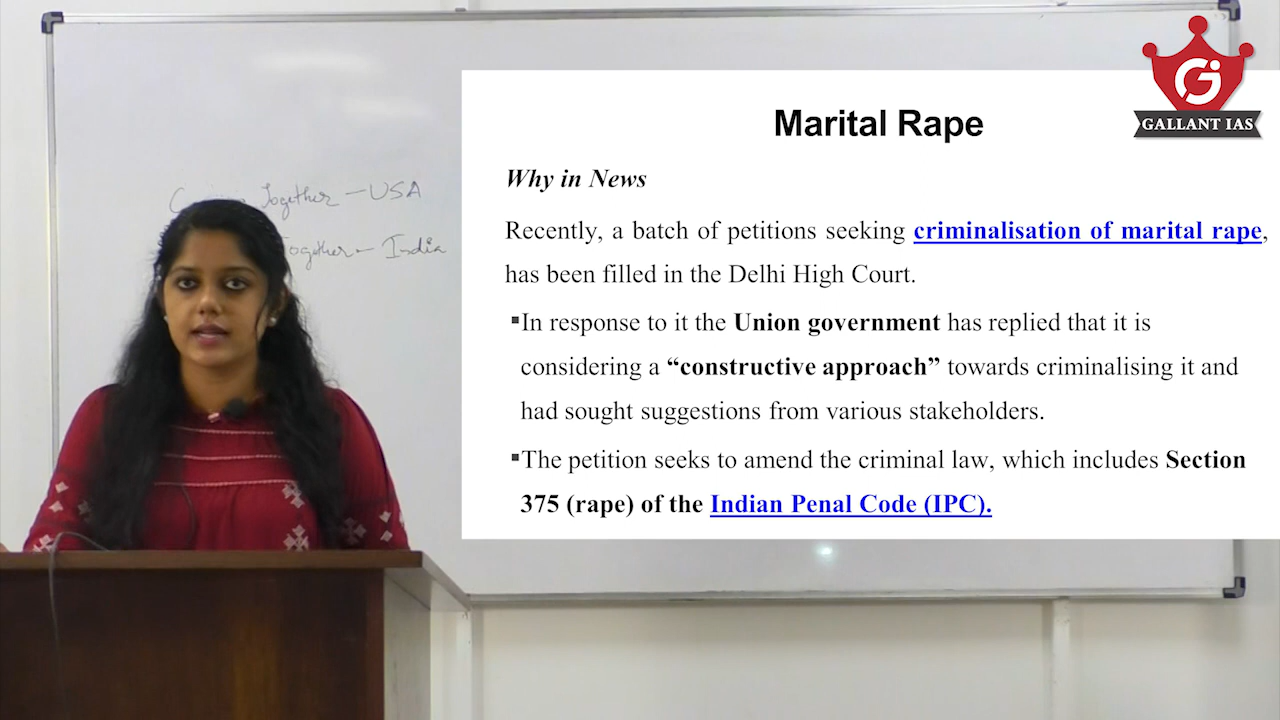 GALLANT IAS
Together – USA
Together – India
Marital Rape
Why in News
Recently, a batch of petitions seeking criminalisation of marital rape,
has been filled in the Delhi High Court.
▪In response to it the Union government has replied that it is
considering a “constructive approach” towards criminalising it and
had sought suggestions from various stakeholders.
▪The petition seeks to amend the criminal law, which includes Section
375 (rape) of the Indian Penal Code (IPC).